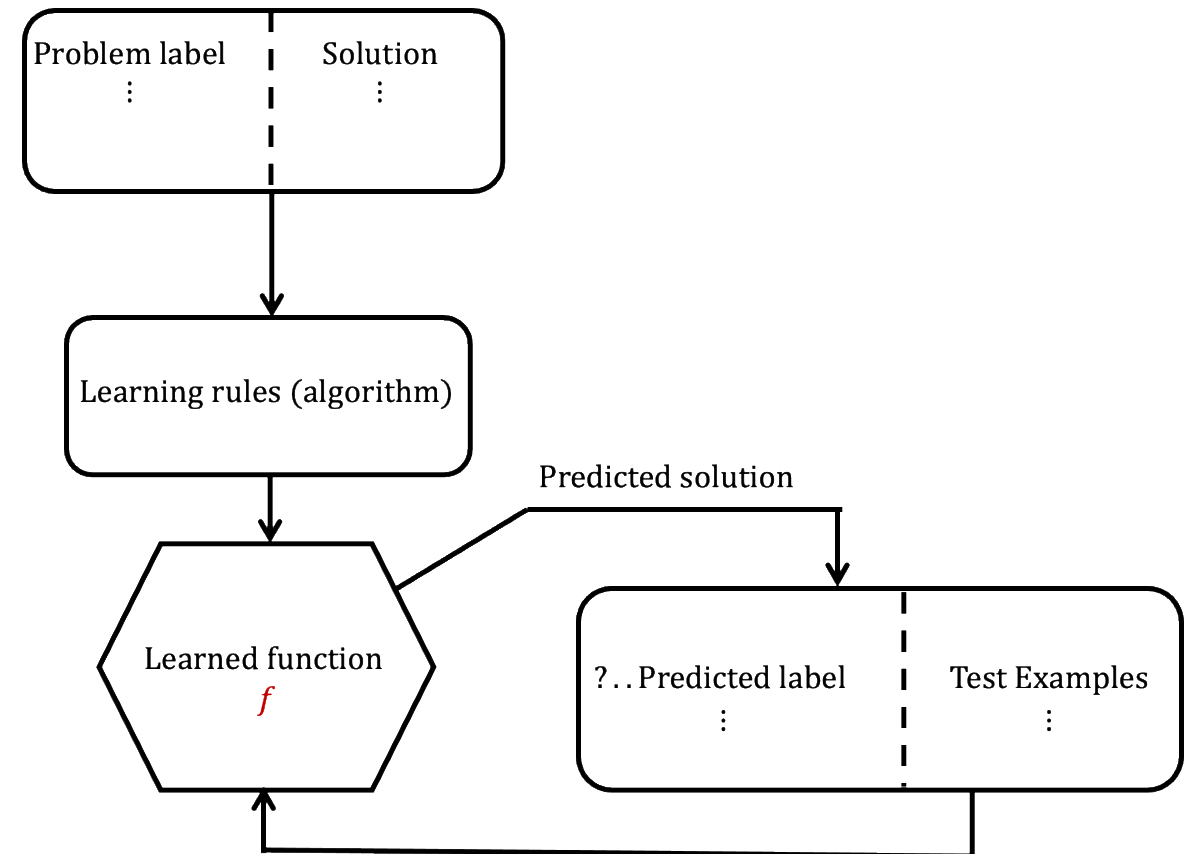 Problem label
⋮
Solution
⋮
Learning rules (algorithm)
Predicted solution
Learned function
f
?..Predicted label
⋮
Test Examples
⋮